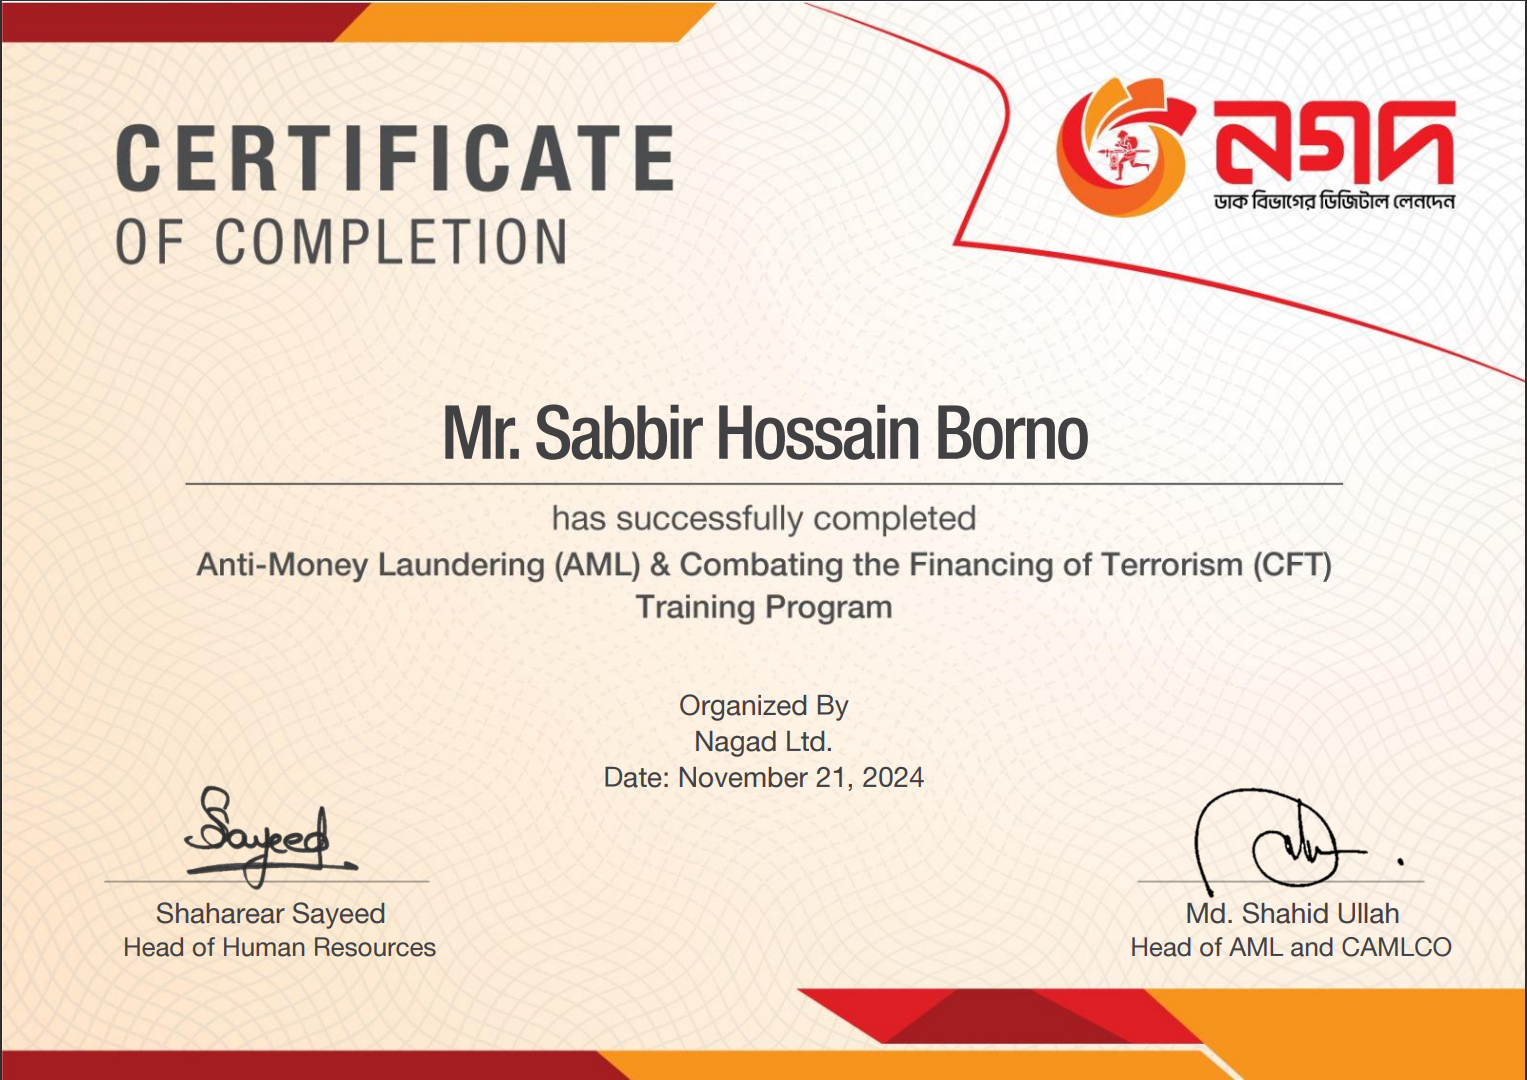 CERTIFICATE
OF COMPLETION
নগদ
ডাক বিভাগের ডিজিটাল লেনদেন
Mr. Sabbir Hossain Borno
has successfully completed
Anti-Money Laundering (AML) & Combating the Financing of Terrorism (CFT)
Training Program
Organized By
Nagad Ltd.
Date: November 21, 2024
Sayeed
Shaharear Sayeed
Head of Human Resources
Md. Shahid Ullah
Head of AML and CAMLCO